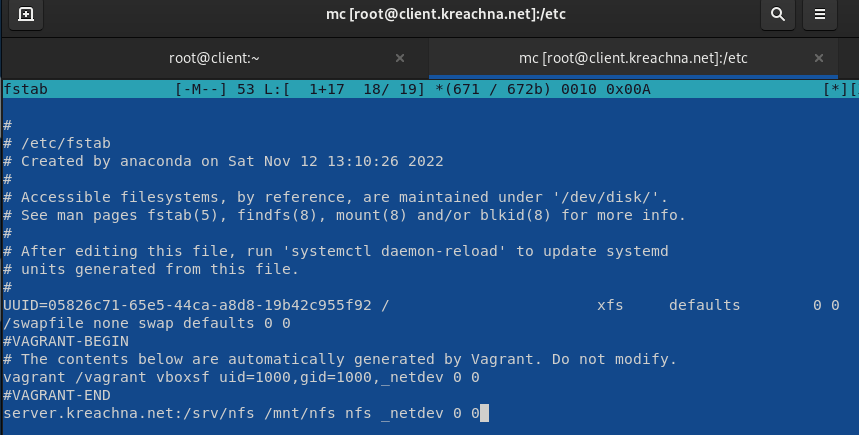 mc [root@client.kreachna.net]:/etc
root@client:~ × mc [root@client.kreachna.net]:/etc ×
fstab [-M--] 53 L:[ 1+17 18/ 19] *(671 / 672b) 0010 0x00A [*][
#
# /etc/fstab
# Created by anaconda on Sat Nov 12 13:10:26 2022
#
# Accessible filesystems, by reference, are maintained under '/dev/disk/'.
# See man pages fstab(5), findfs(8), mount(8) and/or blkid(8) for more info.
#
# After editing this file, run 'systemctl daemon-reload' to update systemd
# units generated from this file.
#
UUID=05826c71-65e5-44ca-a8d8-19b42c955f92 / xfs defaults 0 0
/swapfile none swap defaults 0 0
#VAGRANT-BEGIN
# The contents below are automatically generated by Vagrant. Do not modify.
vagrant /vagrant vboxsf uid=1000,gid=1000,_netdev 0 0
#VAGRANT-END
server.kreachna.net:/srv/nfs /mnt/nfs nfs _netdev 0 0